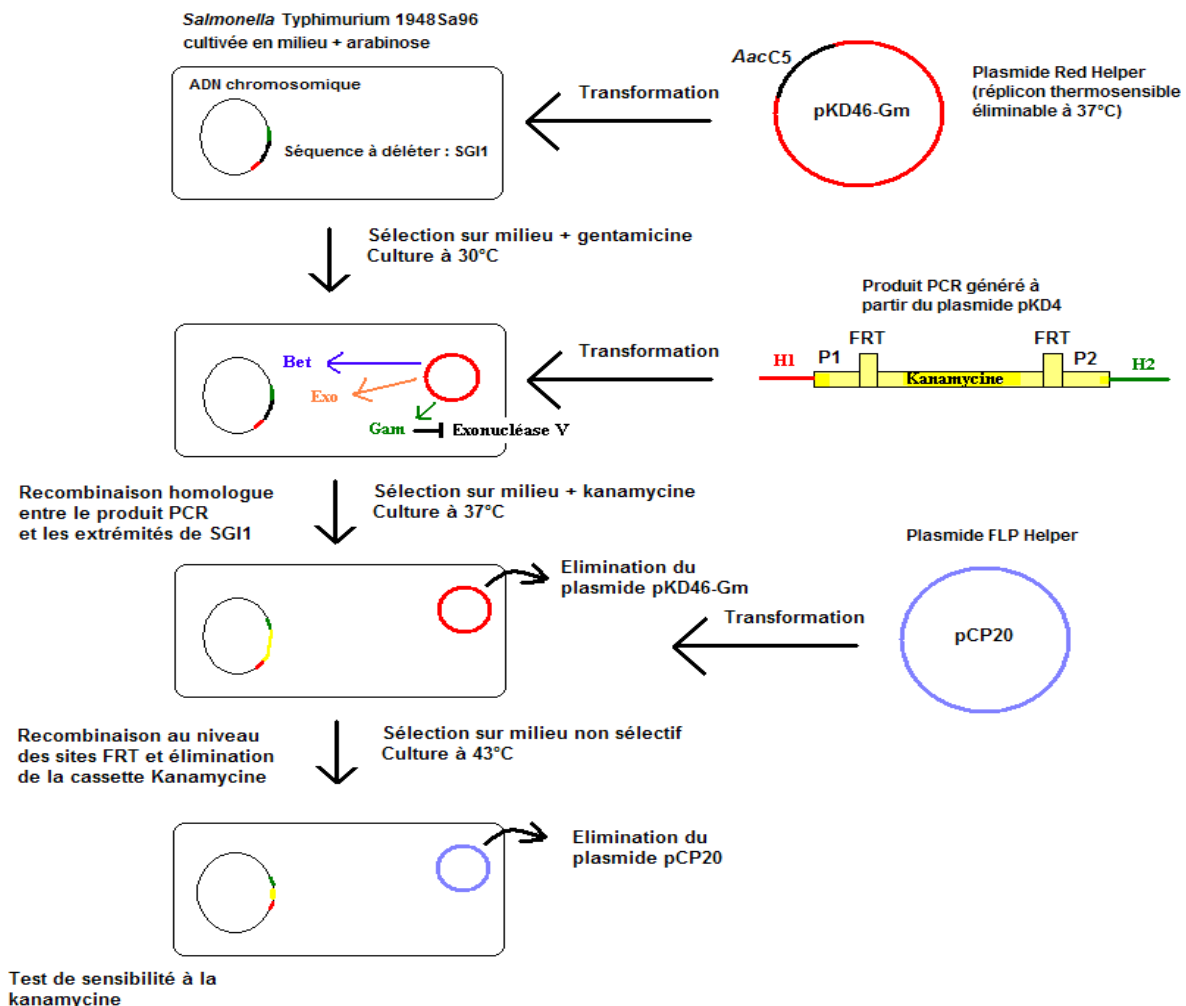 Salmonella Typhimurium 1948Sa96
cultivée en milieu + arabinose
ADN chromosomique
Séquence à déléter : SGI1
Transformation
AacC5
pKD46-Gm
Plasmide Red Helper
(réplicon thermosensible
éliminable à 37°C)
Sélection sur milieu + gentamicine
Culture à 30°C
Bet
Exo
Gam
Exonucléase V
Transformation
Produit PCR généré à
partir du plasmide pKD4
FRT
FRT
H1
P1
Kanamycine
P2
H2
Recombinaison homologue
entre le produit PCR
et les extrémités de SGI1
Sélection sur milieu + kanamycine
Culture à 37°C
Elimination du
plasmide pKD46-Gm
Transformation
Plasmide FLP Helper
pCP20
Recombinaison au niveau
des sites FRT et élimination
de la cassette Kanamycine
Sélection sur milieu non sélectif
Culture à 43°C
Elimination du
plasmide pCP20
Test de sensibilité à la
kanamycine